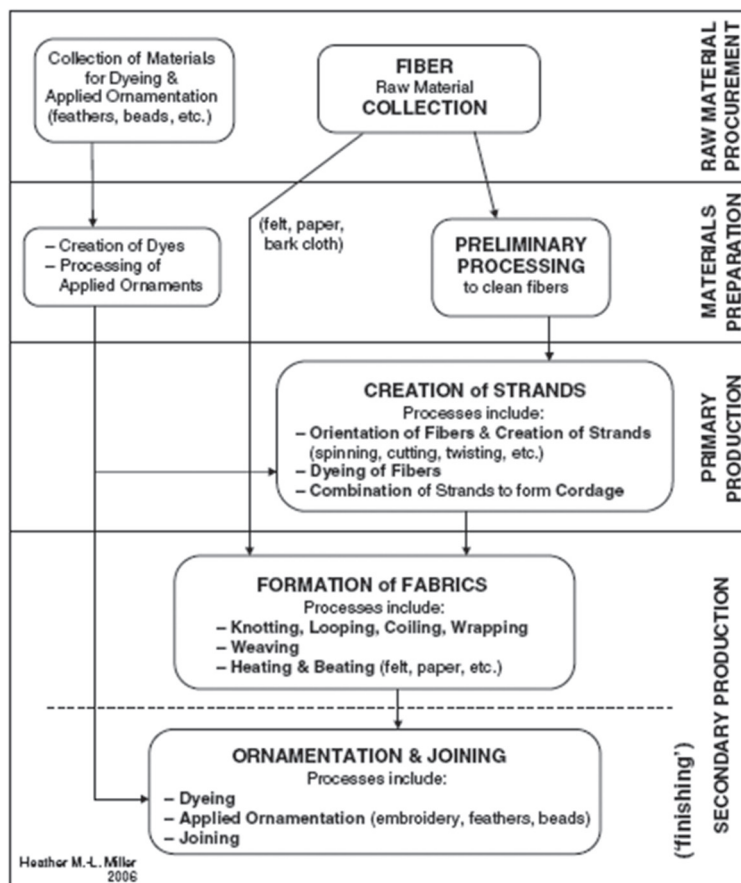 Collection of Materials
for Dyeing &
Applied Ornamentation
(feathers, beads, etc.)
FIBER
Raw Material
COLLECTION
RAW MATERIAL
PROCUREMENT
– Creation of Dyes
– Processing of
Applied Ornaments
(felt, paper,
bark cloth)
PRELIMINARY
PROCESSING
to clean fibers
MATERIALS
PREPARATION
CREATION of STRANDS
Processes include:
– Orientation of Fibers & Creation of Strands
(spinning, cutting, twisting, etc.)
– Dyeing of Fibers
– Combination of Strands to form Cordage
PRIMARY
PRODUCTION
FORMATION of FABRICS
Processes include:
– Knotting, Looping, Coiling, Wrapping
– Weaving
– Heating & Beating (felt, paper, etc.)
ORNAMENTATION & JOINING
Processes include:
– Dyeing
– Applied Ornamentation (embroidery, feathers, beads)
– Joining
('finishing')
SECONDARY PRODUCTION
Heather M.-L. Miller
2006